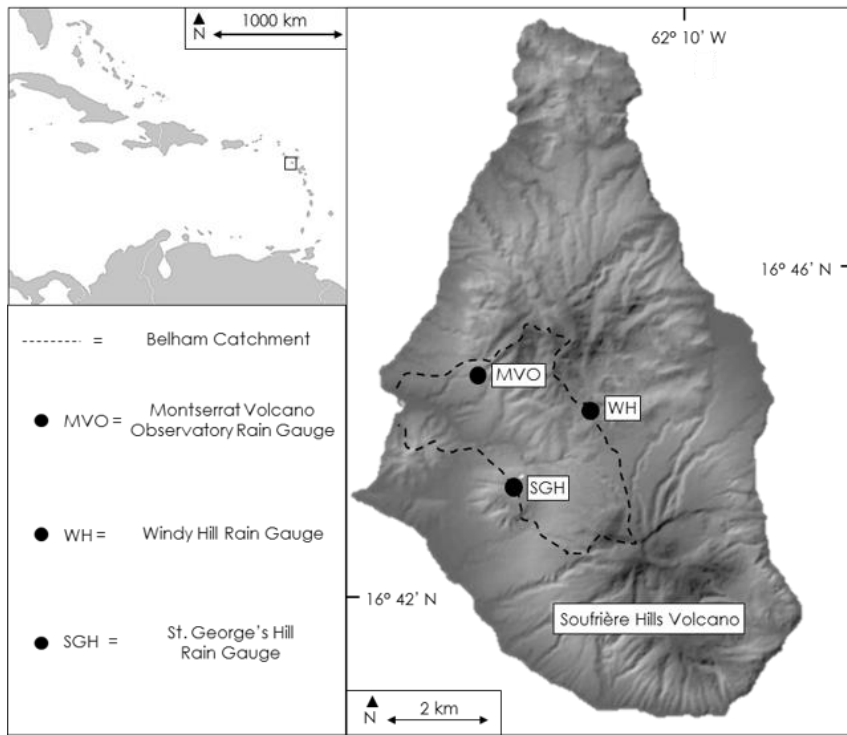 N
1000 km
62° 10' W
16° 46' N
---------- = Belham Catchment
MVO = Montserrat Volcano
Observatory Rain Gauge
WH = Windy Hill Rain Gauge
SGH = St. George's Hill
Rain Gauge
MVO
WH
SGH
16° 42' N
Soufrière Hills Volcano
N
2 km